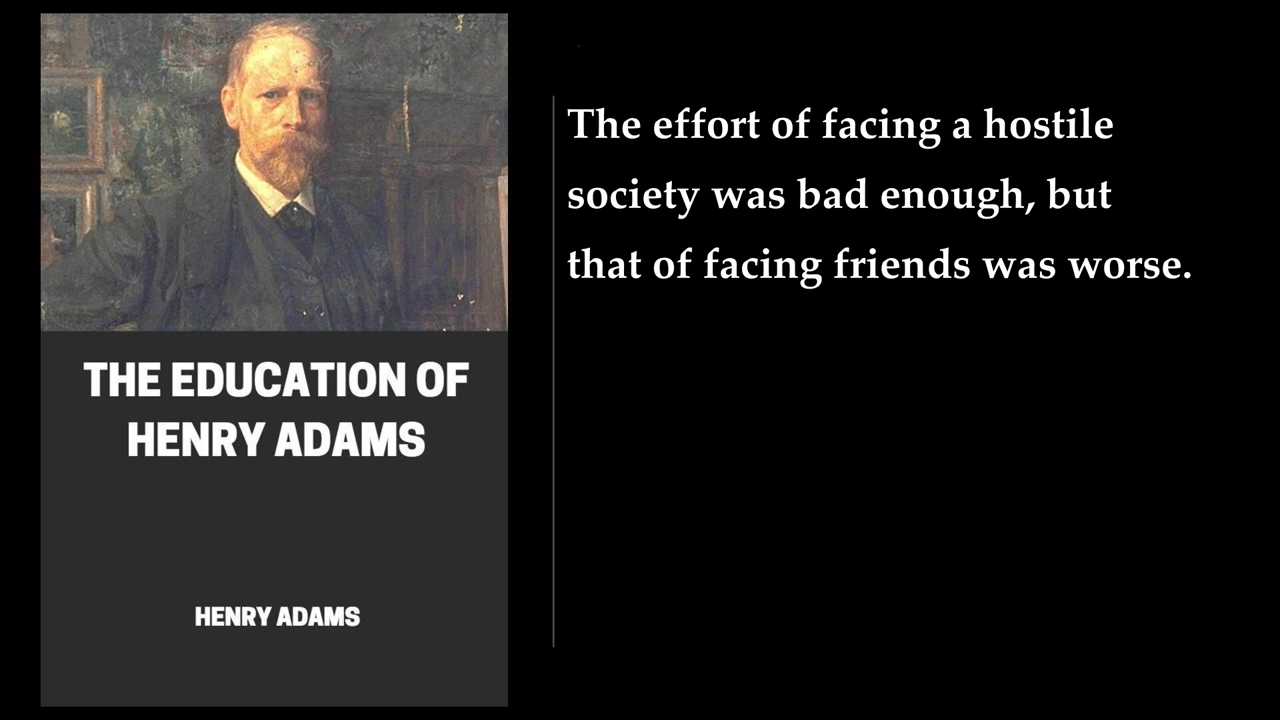 THE EDUCATION OF
HENRY ADAMS
HENRY ADAMS
The effort of facing a hostile
society was bad enough, but
that of facing friends was worse.